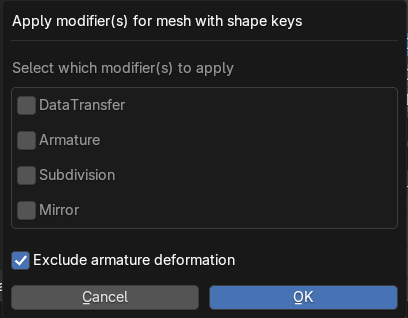 Apply modifier(s) for mesh with shape keys
Select which modifier(s) to apply
DataTransfer
Armature
Subdivision
Mirror
Exclude armature deformation
Cancel
OK